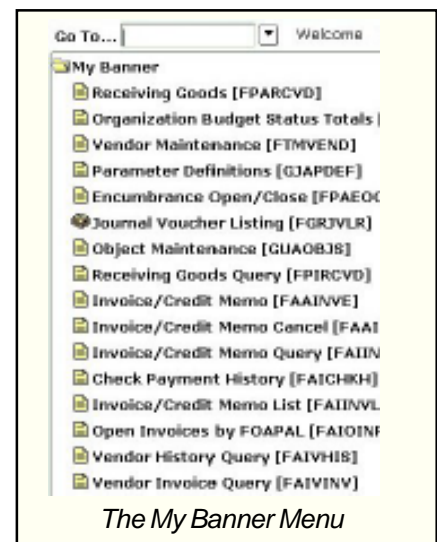 Go To... Welcome
My Banner
Receiving Goods [FPARCVD]
Organization Budget Status Totals [
Vendor Maintenance [FTMVEND]
Parameter Definitions [GJAPDEF]
Encumbrance Open/Close [FPAEOC
Journal Voucher Listing [FGRJVLR]
Object Maintenance [GUAOBJS]
Receiving Goods Query [FPIRCVD]
Invoice/Credit Memo [FAAINVE]
Invoice/Credit Memo Cancel [FAAI
Invoice/Credit Memo Query [FAIIN
Check Payment History [FAICHKH]
Invoice/Credit Memo List [FAIINVL
Open Invoices by FOAPAL [FAIOINF
Vendor History Query [FAIVHIS]
Vendor Invoice Query [FAIVINV]
The My Banner Menu